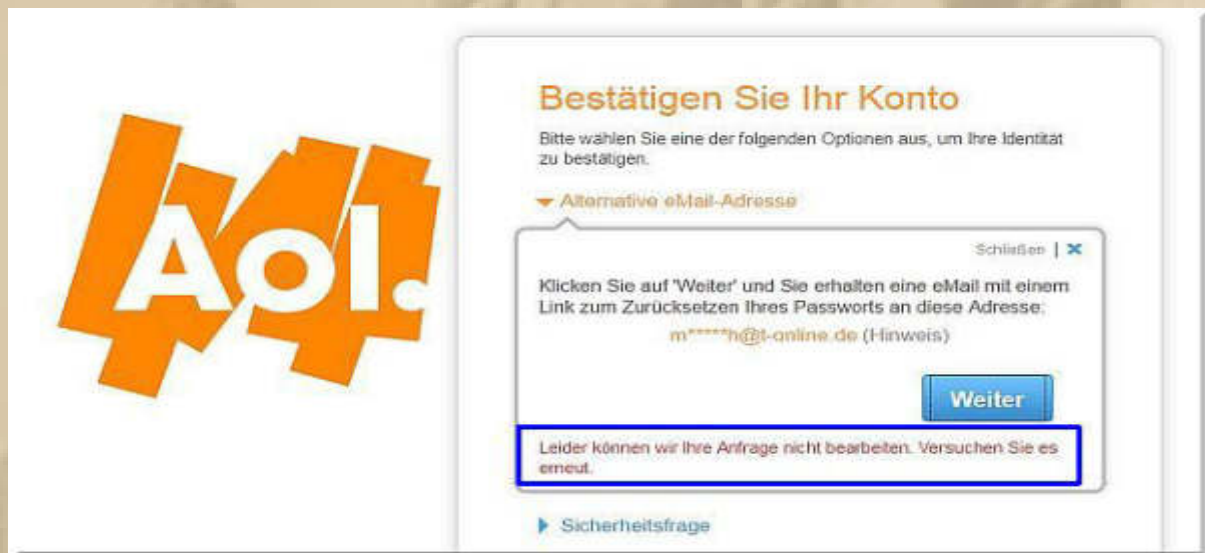 Aol.
Bestätigen Sie Ihr Konto
Bitte wählen Sie eine der folgenden Optionen aus, um Ihre Identität
zu bestätigen.
Alternative eMail-Adresse
Schließen | ✕
Klicken Sie auf 'Weiter' und Sie erhalten eine eMail mit einem
Link zum Zurücksetzen Ihres Passworts an diese Adresse:
m*****h@t-online.de (Hinweis)
Weiter
Leider können wir Ihre Anfrage nicht bearbeiten. Versuchen Sie es
erneut.
Sicherheitsfrage